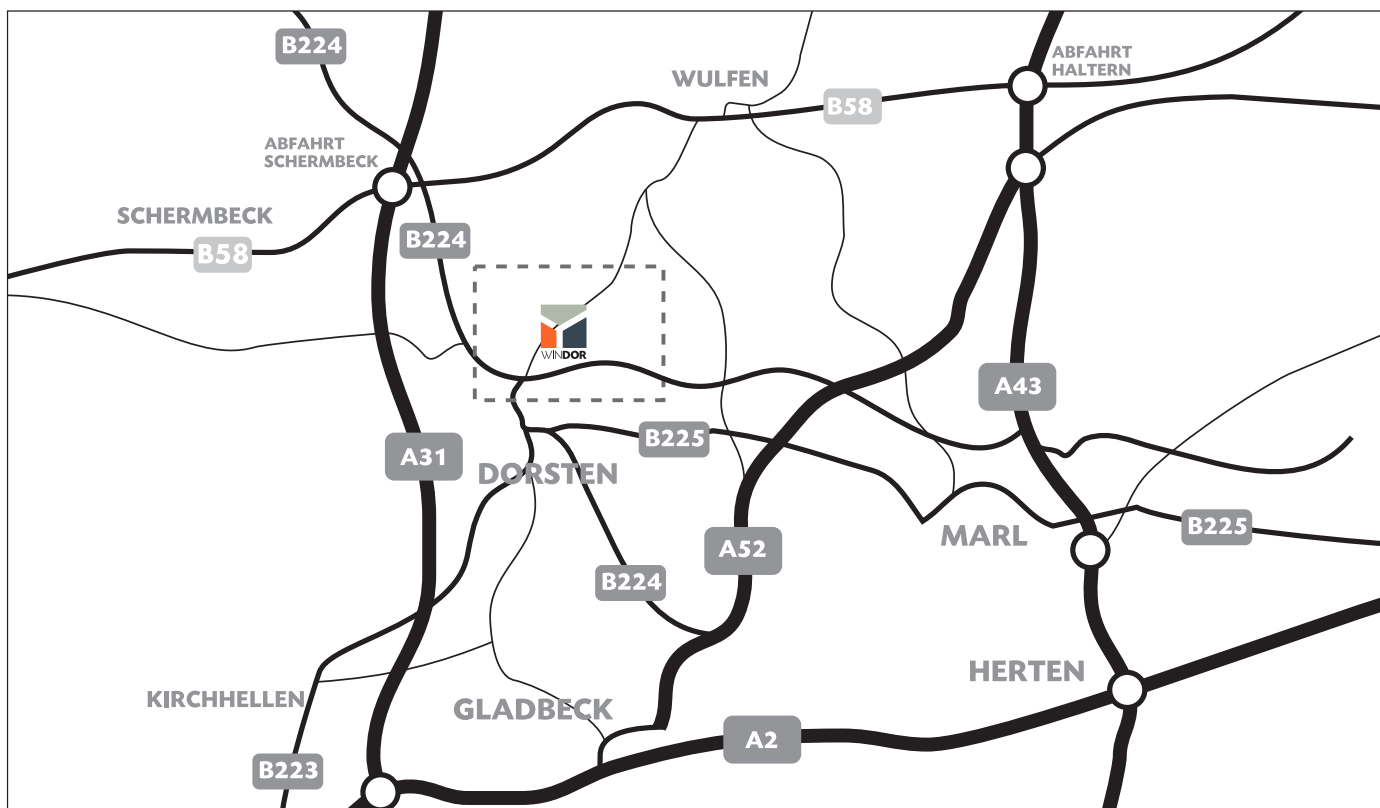 B224
WULFEN
ABFAHRT
HALTERN
B58
ABFAHRT
SCHERMBECK
SCHERMBECK
B58
B224
WINDOR
A43
B225
A31
DORSTEN
A52
MARL
B225
B224
HERTEN
KIRCHHELLEN
GLADBECK
A2
B223